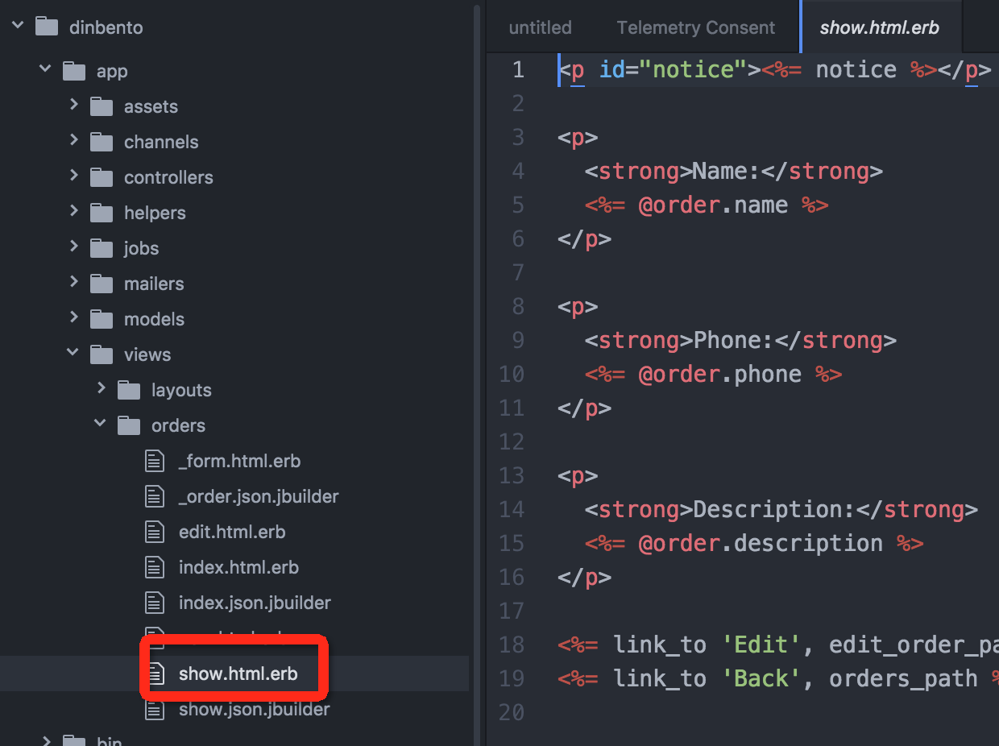 dinbento
app
assets
channels
controllers
helpers
jobs
mailers
models
views
layouts
orders
_form.html.erb
_order.json.jbuilder
edit.html.erb
index.html.erb
index.json.jbuilder
show.html.erb
show.json.jbuilder
bin
untitled Telemetry Consent show.html.erb
1 <p id="notice"><%= notice %></p>
2
3 <p>
4 <strong>Name:</strong>
5 <%= @order.name %>
6 </p>
7
8 <p>
9 <strong>Phone:</strong>
10 <%= @order.phone %>
11 </p>
12
13 <p>
14 <strong>Description:</strong>
15 <%= @order.description %>
16 </p>
17
18 <%= link_to 'Edit', edit_order_pa
19 <%= link_to 'Back', orders_path %
20